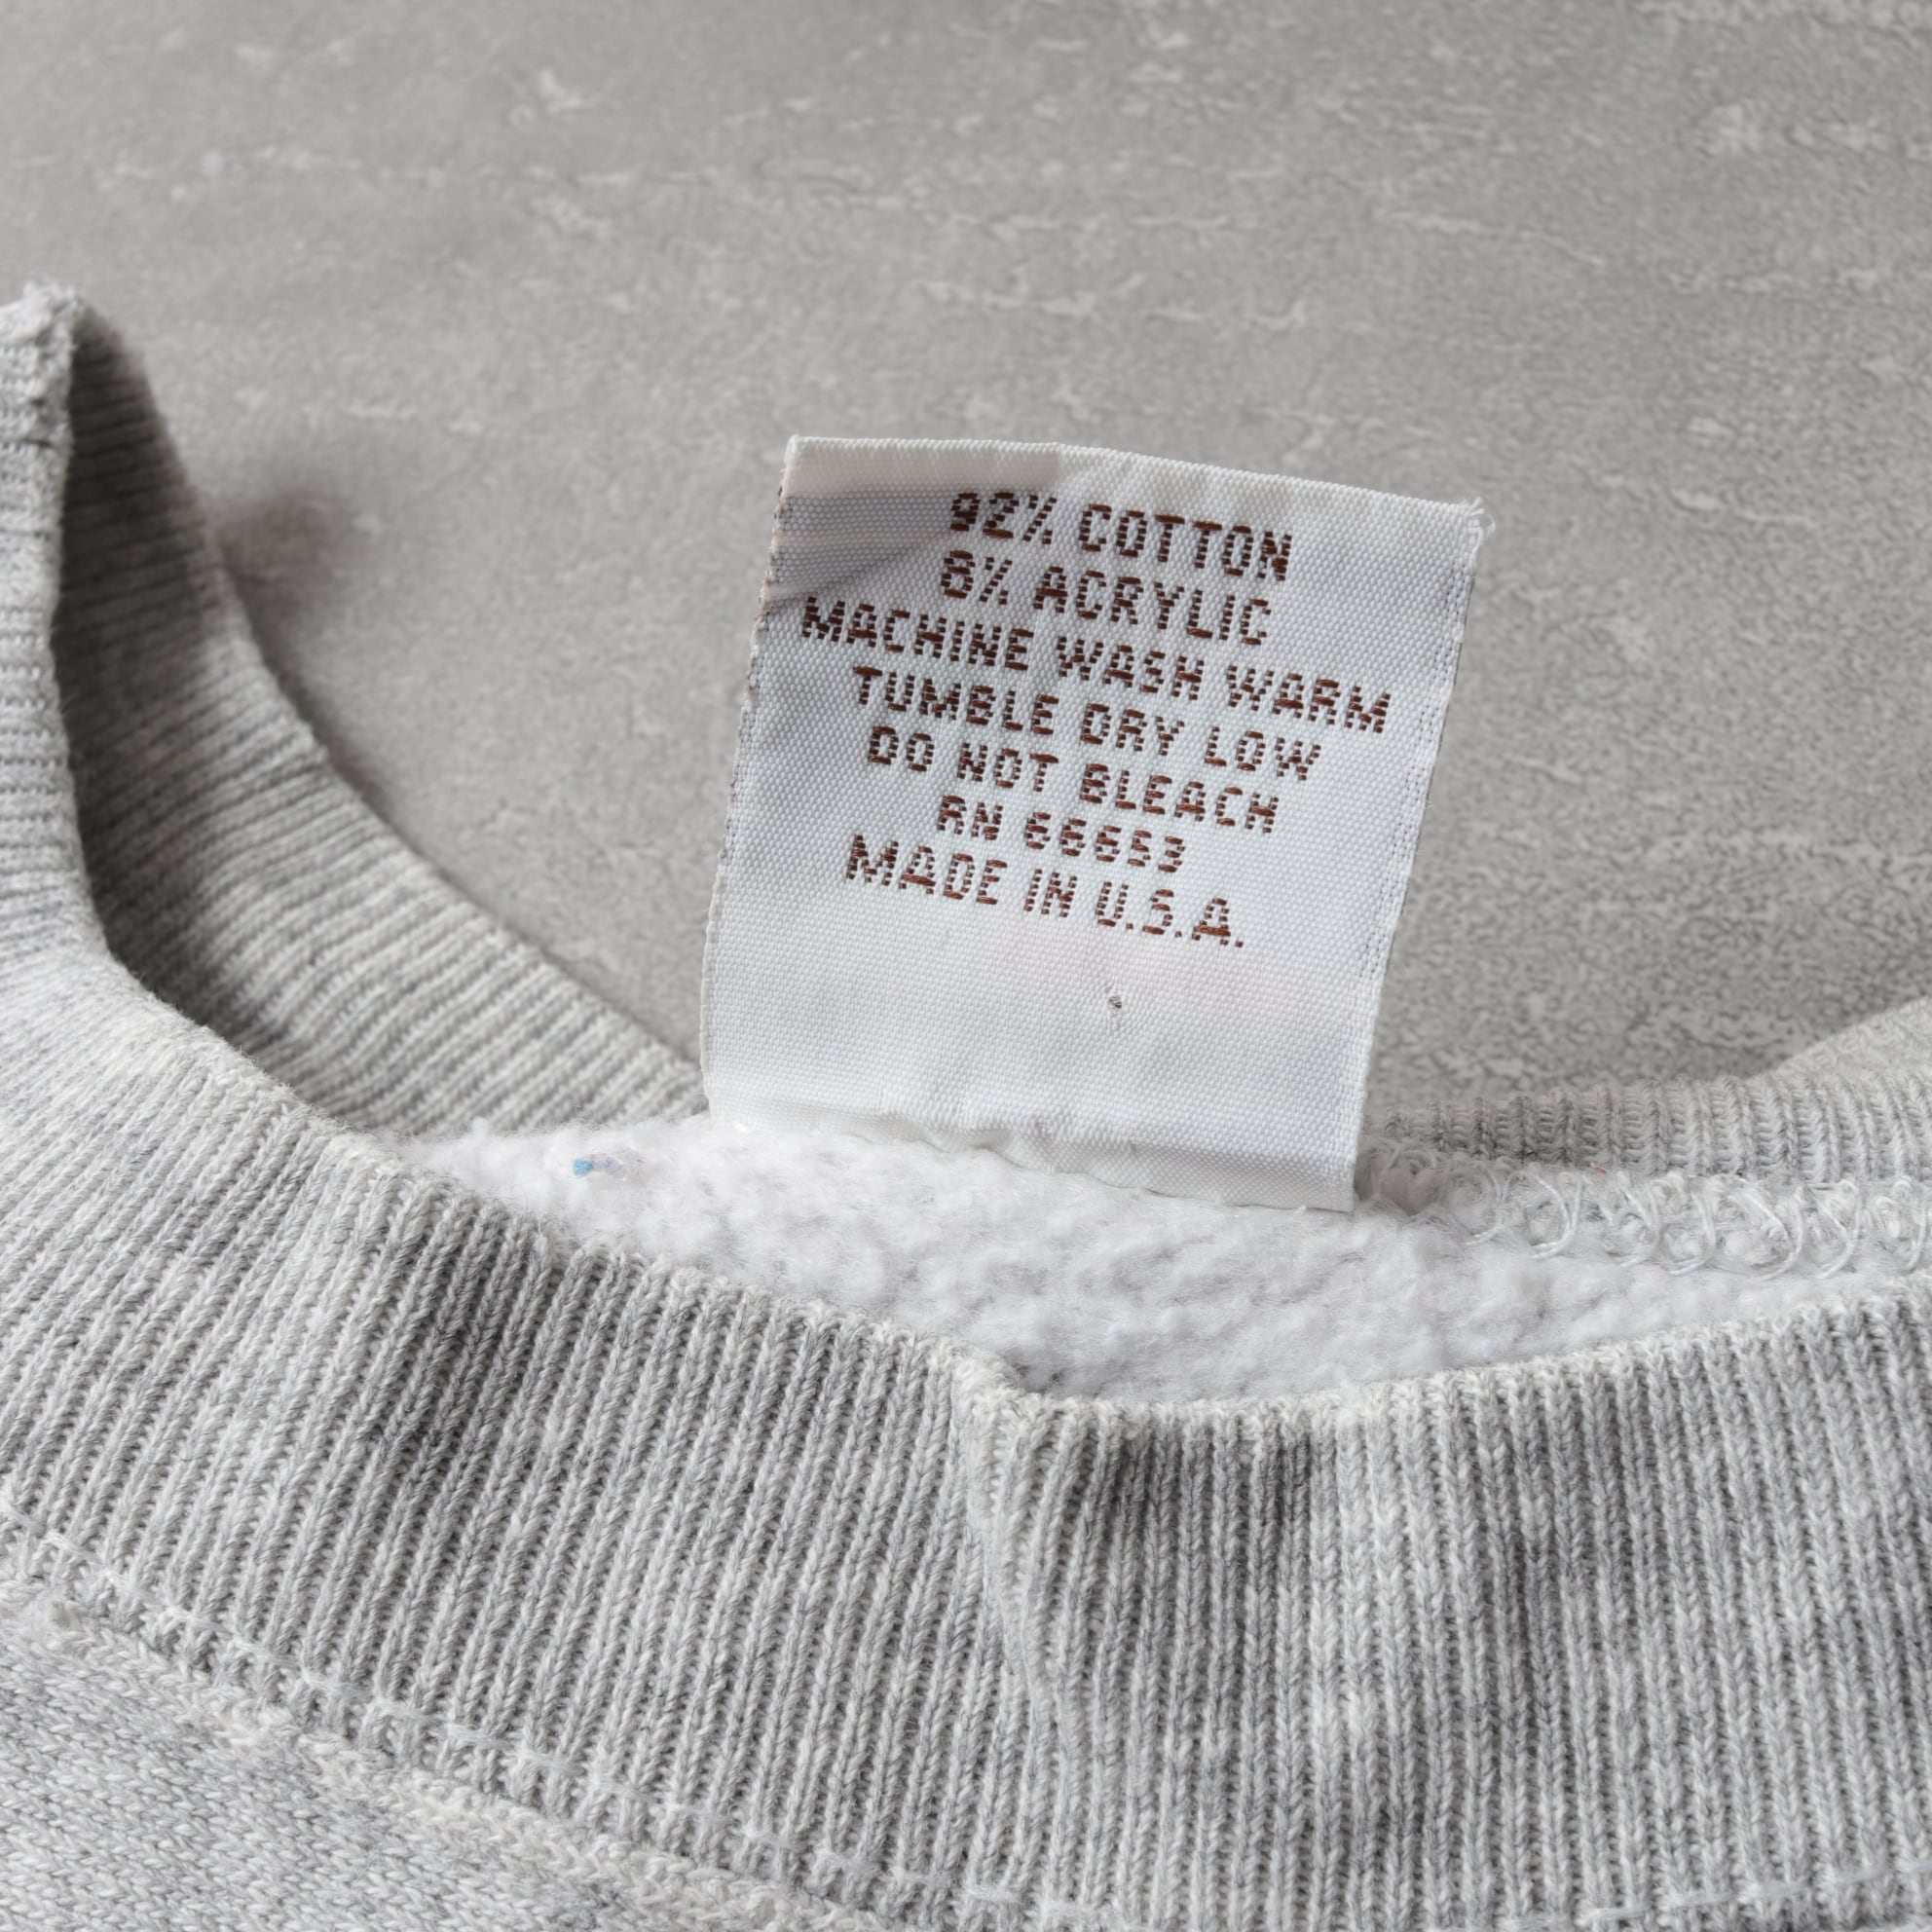 92% COTTON
8% ACRYLIC
MACHINE WASH WARM
TUMBLE DRY LOW
DO NOT BLEACH
RN 66653
MADE IN U.S.A.